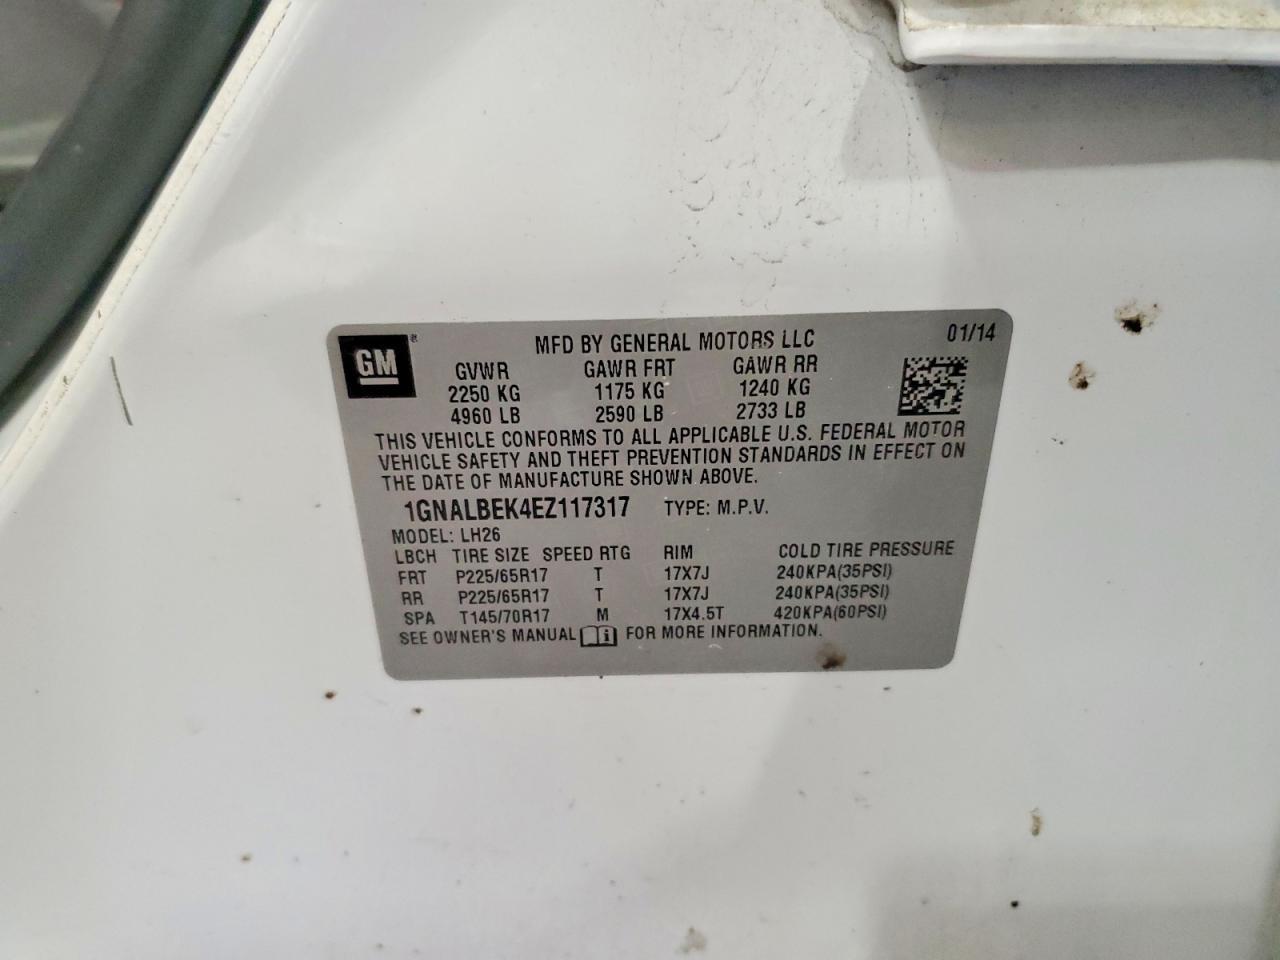 GM MFD BY GENERAL MOTORS LLC 01/14
GVWR GAWR FRT GAWR RR
2250 KG 1175 KG 1240 KG
4960 LB 2590 LB 2733 LB
THIS VEHICLE CONFORMS TO ALL APPLICABLE U.S. FEDERAL MOTOR
VEHICLE SAFETY AND THEFT PREVENTION STANDARDS IN EFFECT ON
THE DATE OF MANUFACTURE SHOWN ABOVE.
1GNALBEK4EZ117317 TYPE: M.P.V.
MODEL: LH26
LBCH TIRE SIZE SPEED RTG RIM COLD TIRE PRESSURE
FRT P225/65R17 T 17X7J 240KPA(35PSI)
RR P225/65R17 T 17X7J 240KPA(35PSI)
SPA T145/70R17 M 17X4.5T 420KPA(60PSI)
SEE OWNER'S MANUAL i FOR MORE INFORMATION.